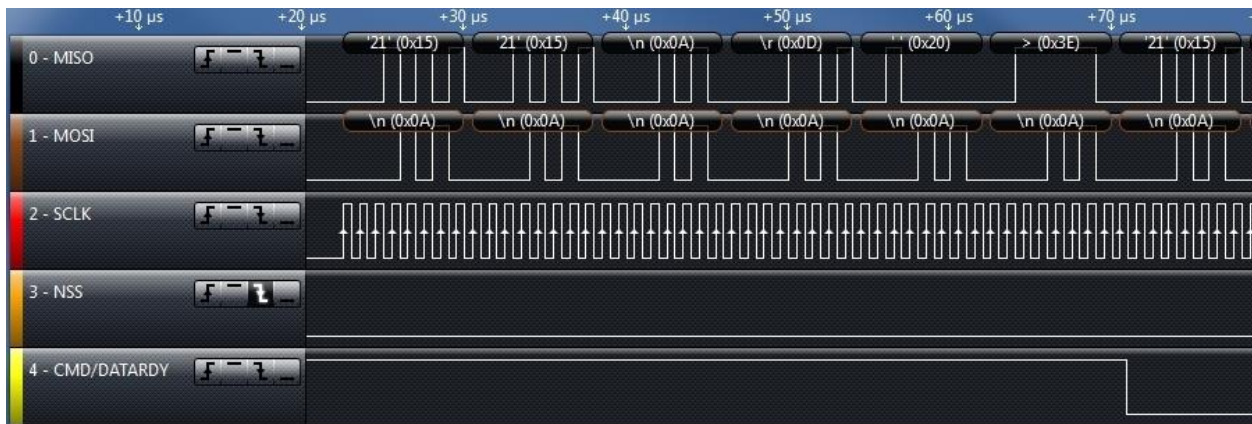 +10 µs +20 µs +30 µs +40 µs +50 µs +60 µs +70 µs
'21' (0x15) '21' (0x15) \n (0x0A) \r (0x0D) ' ' (0x20) > (0x3E) '21' (0x15)
0 - MISO
\n (0x0A) \n (0x0A) \n (0x0A) \n (0x0A) \n (0x0A) \n (0x0A) \n (0x0A)
1 - MOSI
2 - SCLK
3 - NSS
4 - CMD/DATARDY